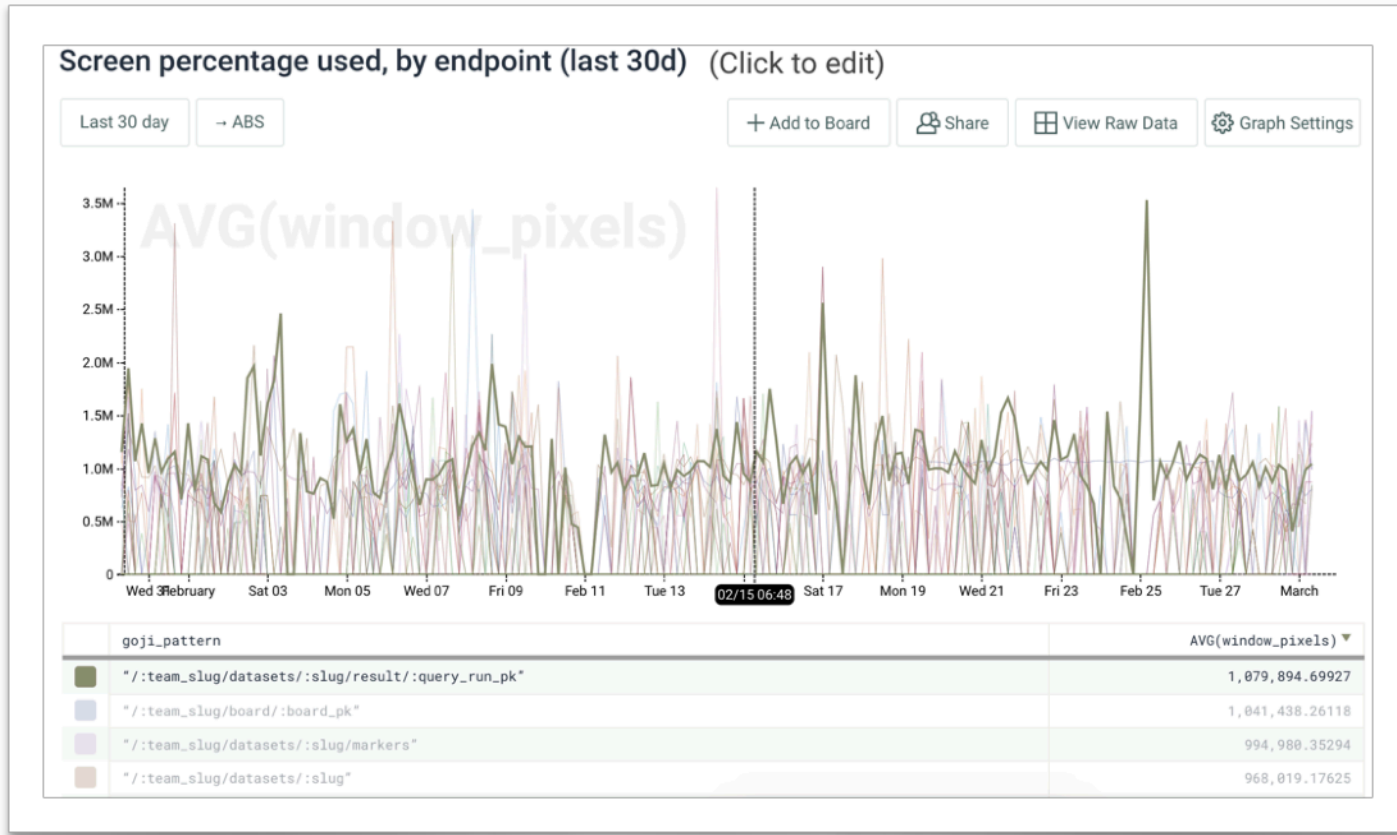 Screen percentage used, by endpoint (last 30d) (Click to edit)
Last 30 day → ABS + Add to Board Share View Raw Data Graph Settings
AVG(window_pixels)
3.5M
3.0M
2.5M
2.0M
1.5M
1.0M
0.5M
0
Wed 31 February Sat 03 Mon 05 Wed 07 Fri 09 Feb 11 Tue 13 02/15 06:48 Sat 17 Mon 19 Wed 21 Fri 23 Feb 25 Tue 27 March
goji_pattern AVG(window_pixels)
"/:team_slug/datasets/:slug/result/:query_run_pk" 1,079,894.69927
"/:team_slug/board/:board_pk" 1,041,438.26118
"/:team_slug/datasets/:slug/markers" 994,980.35294
"/:team_slug/datasets/:slug" 968,019.17625